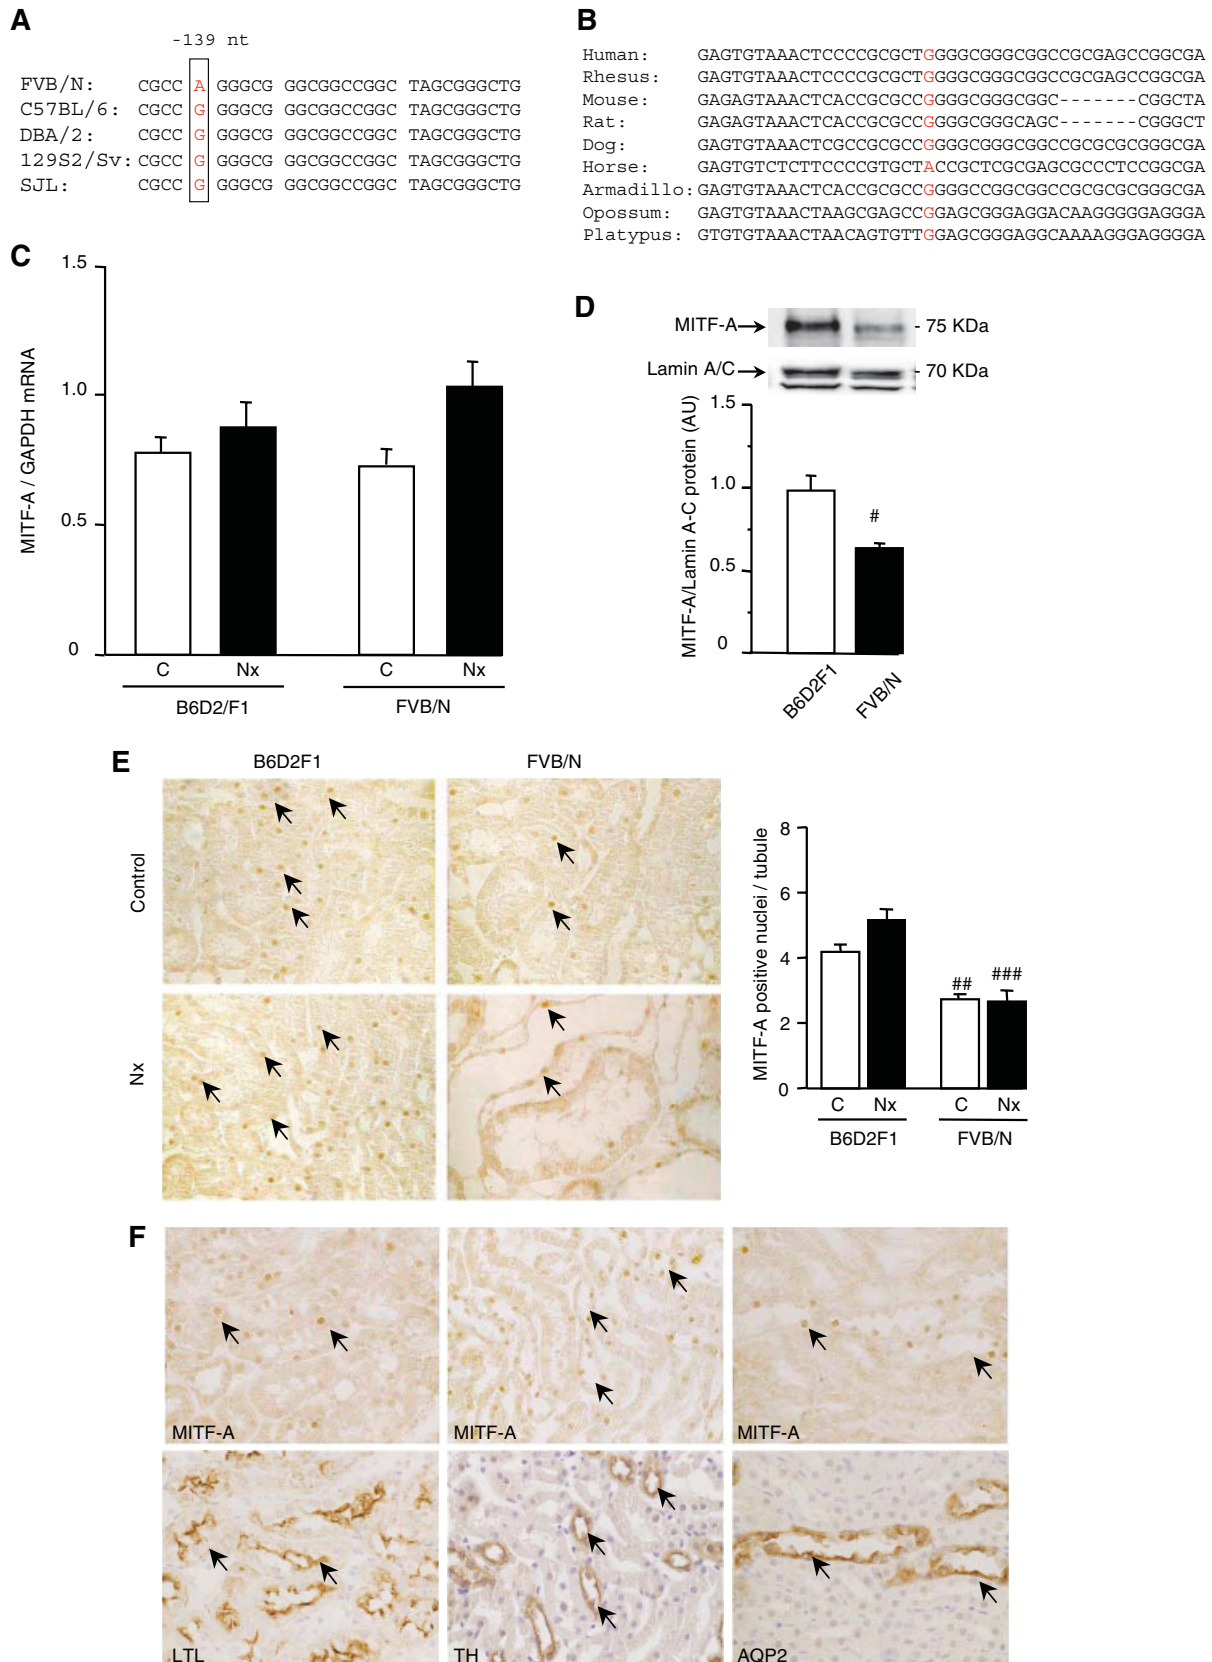 A
-139 nt
FVB/N: CGCC A GGGCG GGCGGCCGGC TAGCGGGCTG
C57BL/6: CGCC G GGGCG GGCGGCCGGC TAGCGGGCTG
DBA/2: CGCC G GGGCG GGCGGCCGGC TAGCGGGCTG
129S2/Sv: CGCC G GGGCG GGCGGCCGGC TAGCGGGCTG
SJL: CGCC G GGGCG GGCGGCCGGC TAGCGGGCTG
B
Human: GAGTGTAAACTCCCCGCGCTGGGGCGGGCGGCCGCGAGCCGGCGA
Rhesus: GAGTGTAAACTCCCCGCGCTGGGGCGGGCGGCCGCGAGCCGGCGA
Mouse: GAGAGTAAACTCACCGCGCCGGGGCGGGCGGC-------CGGCTA
Rat: GAGAGTAAACTCACCGCGCCGGGGCGGGCAGC-------CGGGCT
Dog: GAGTGTAAACTCCGCCGCGCCGGGGCGGCGGCCGCGCGCGGGCGA
Horse: GAGTGTCTCTTCCCCGTGCTACCGCTCGCGAGCGCCCTCCGGCGA
Armadillo: GAGTGTAAACTCACCGCGCCGGGGCCGGCGGCCGCGCGCGGGCGA
Opossum: GAGTGTAAACTAAGCGAGCCGGAGCGGGAGGACAAGGGGGAGGGA
Platypus: GTGTGTAAACTAACAGTGTTGGAGCGGGAGGCAAAAGGGAGGGGA
C
MITF-A / GAPDH mRNA
1.5
1.0
0.5
0
C Nx C Nx
B6D2/F1 FVB/N
D
MITF-A - 75 KDa
Lamin A/C - 70 KDa
MITF-A/Lamin A-C protein (AU)
1.5
1.0
0.5
0
#
B6D2F1 FVB/N
E
B6D2F1 FVB/N
Control
Nx
MITF-A positive nuclei / tubule
8
6
4
2
0
## ###
C Nx C Nx
B6D2F1 FVB/N
F
MITF-A MITF-A MITF-A
LTL TH AQP2